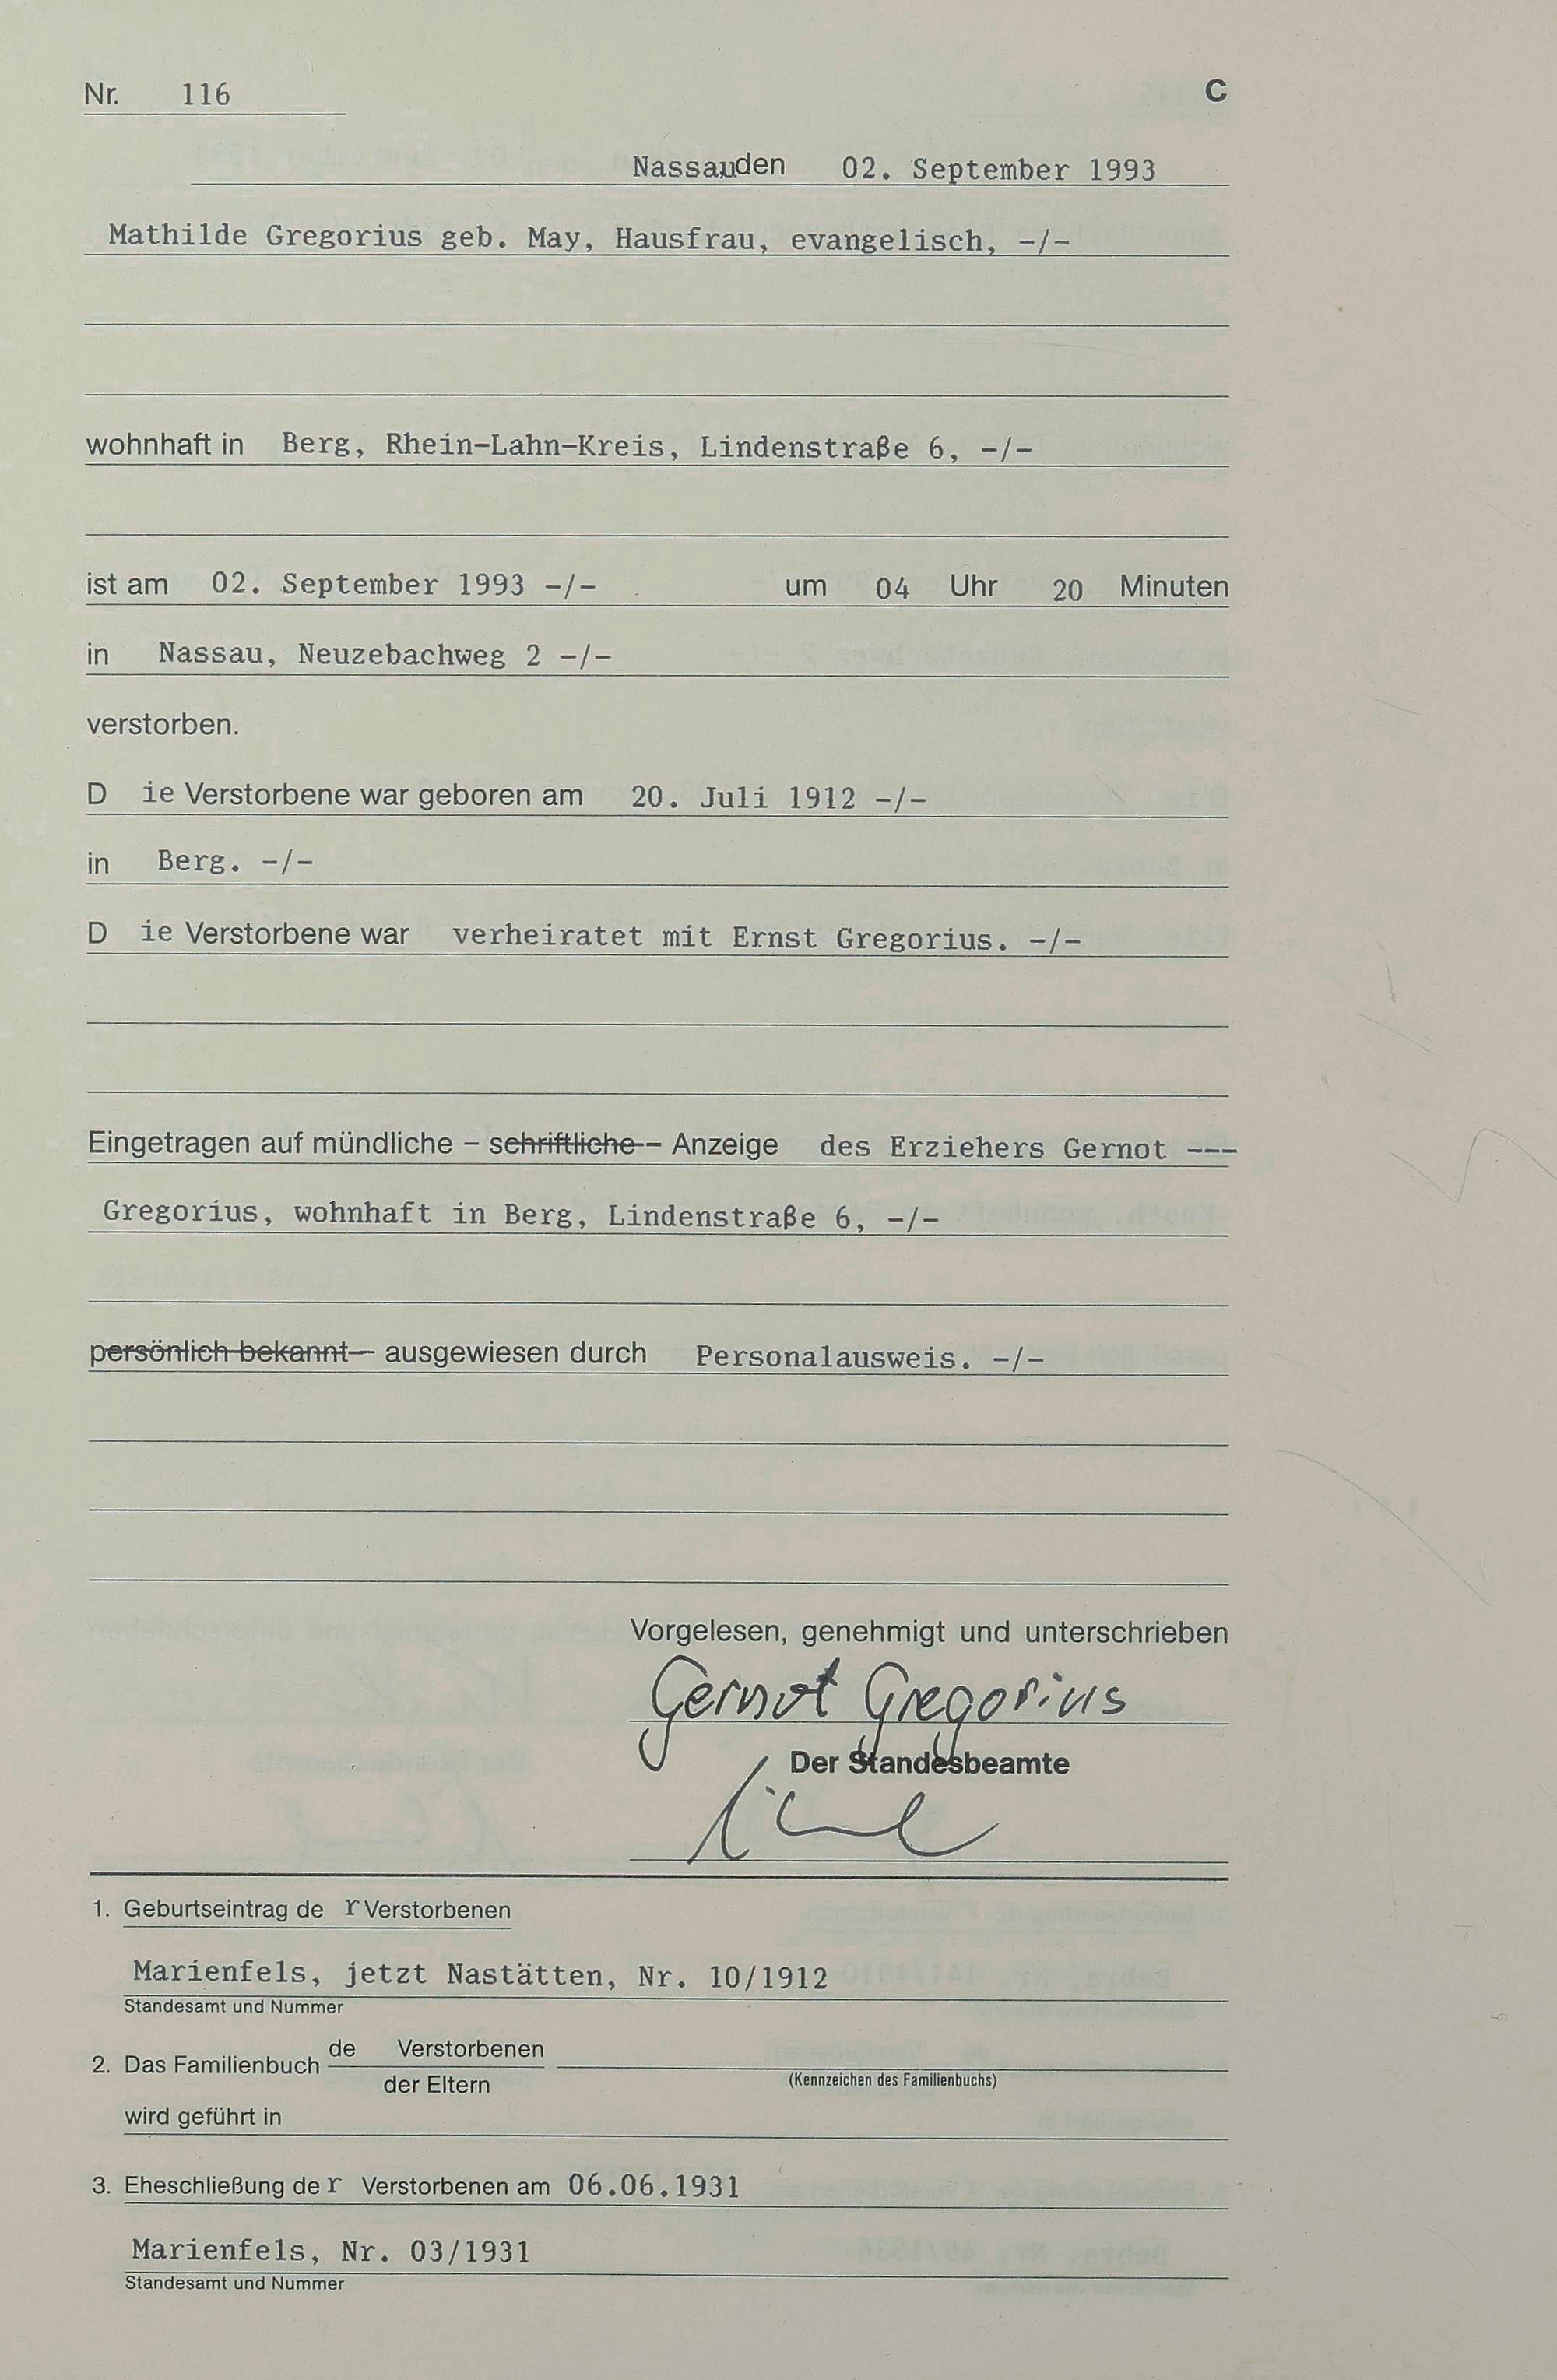 Nr. 116 C
Nassau den 02. September 1993
Mathilde Gregorius geb. May, Hausfrau, evangelisch, -/-
wohnhaft in Berg, Rhein-Lahn-Kreis, Lindenstraße 6, -/-
ist am 02. September 1993 -/- um 04 Uhr 20 Minuten
in Nassau, Neuzebachweg 2 -/-
verstorben.
D ie Verstorbene war geboren am 20. Juli 1912 -/-
in Berg. -/-
D ie Verstorbene war verheiratet mit Ernst Gregorius. -/-
Eingetragen auf mündliche – schriftliche – Anzeige des Erziehers Gernot ---
Gregorius, wohnhaft in Berg, Lindenstraße 6, -/-
persönlich bekannt – ausgewiesen durch Personalausweis. -/-
Vorgelesen, genehmigt und unterschrieben
Gernot Gregorius
Der Standesbeamte
1. Geburtseintrag de r Verstorbenen
Marienfels, jetzt Nastätten, Nr. 10/1912
Standesamt und Nummer
2. Das Familienbuch de Verstorbenen
der Eltern
(Kennzeichen des Familienbuchs)
wird geführt in
3. Eheschließung de r Verstorbenen am 06.06.1931
Marienfels, Nr. 03/1931
Standesamt und Nummer